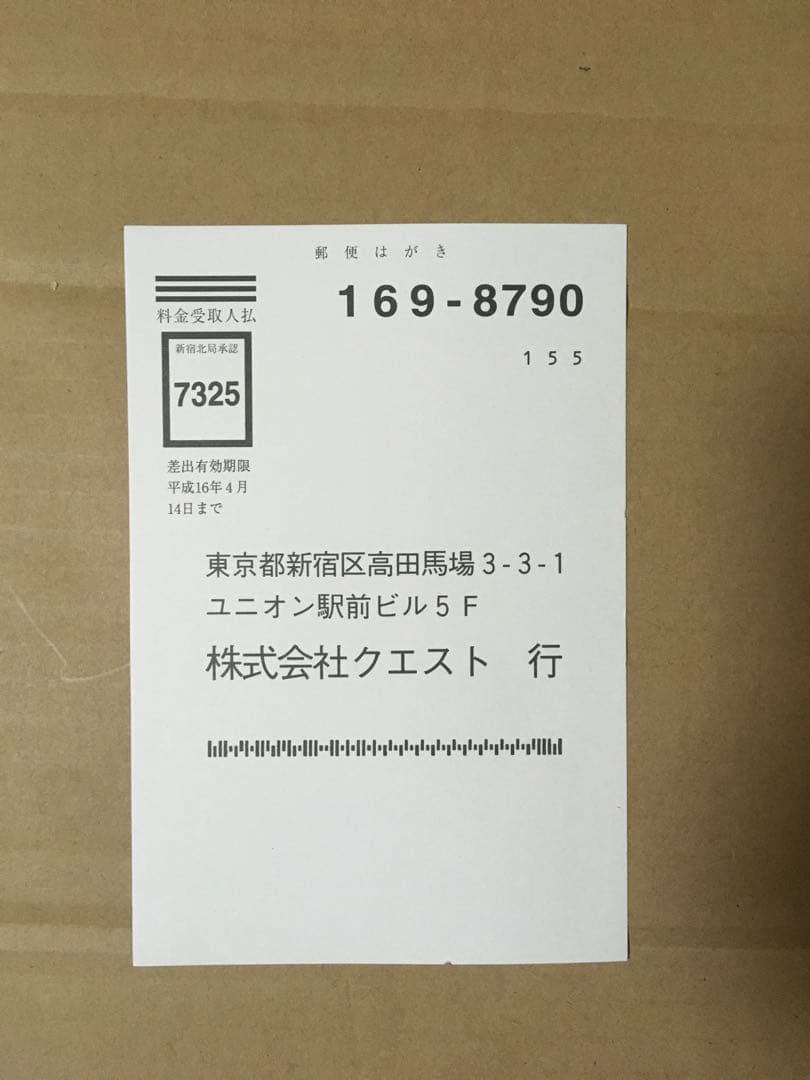 郵便はがき
169-8790
155
料金受取人払
新宿北局承認
7325
差出有効期限
平成16年4月
14日まで
東京都新宿区高田馬場3-3-1
ユニオン駅前ビル5F
株式会社クエスト 行